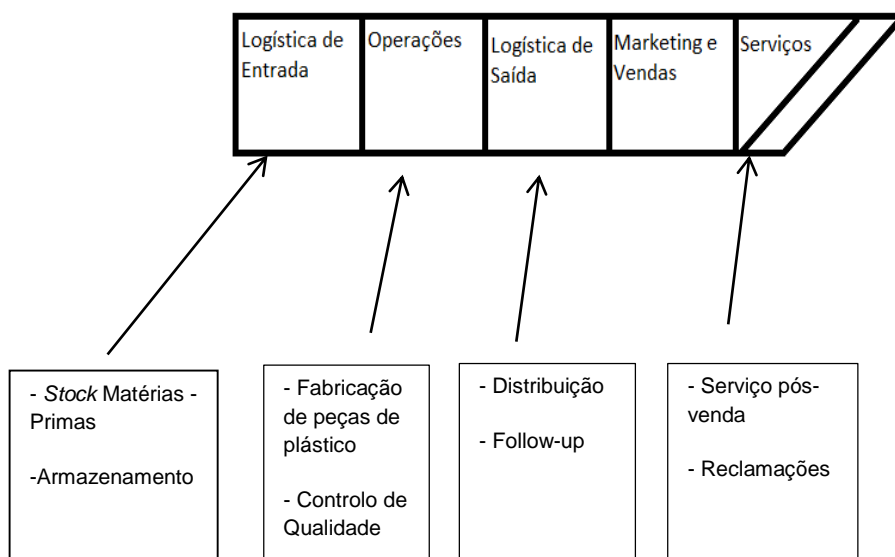 Logística de
Entrada
Operações
Logística de
Saída
Marketing e
Vendas
Serviços
- Stock Matérias -
Primas
-Armazenamento
- Fabricação
de peças de
plástico
- Controlo de
Qualidade
- Distribuição
- Follow-up
- Serviço pós-
venda
- Reclamações